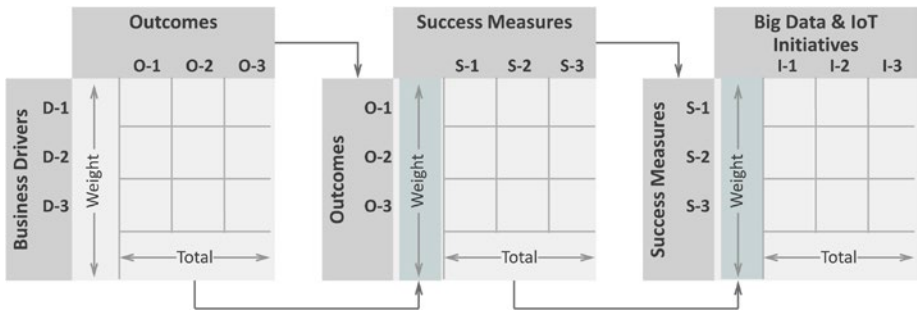 Outcomes
O-1 O-2 O-3
Business Drivers
D-1
D-2
D-3
Weight
Total
Success Measures
S-1 S-2 S-3
Outcomes
O-1
O-2
O-3
Weight
Total
Big Data & IoT
Initiatives
I-1 I-2 I-3
Success Measures
S-1
S-2
S-3
Weight
Total